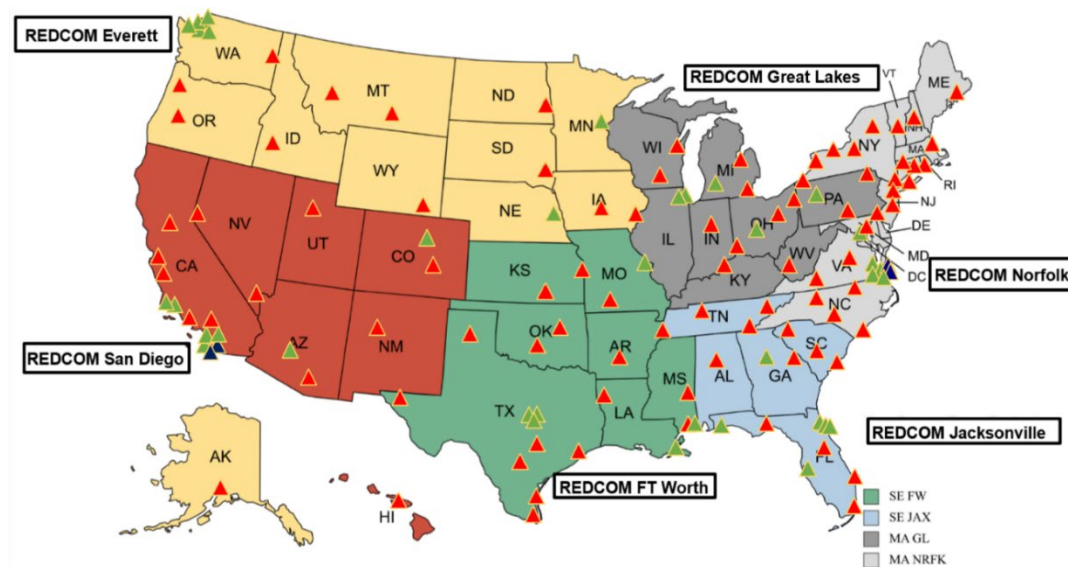 REDCOM Everett
WA
OR
ID
MT
WY
ND
SD
NE
MN
IA
REDCOM Great Lakes
WI
MI
IL
IN
OH
KY
WV
PA
VT
ME
NH
NY
MA
RI
NJ
DE
MD
DC
VA
NC
REDCOM Norfolk
CA
NV
UT
CO
AZ
NM
REDCOM San Diego
KS
MO
OK
AR
TX
LA
MS
TN
AL
GA
SC
FL
REDCOM Jacksonville
REDCOM FT Worth
AK
HI
SE FW
SE JAX
MA GL
MA NRFK